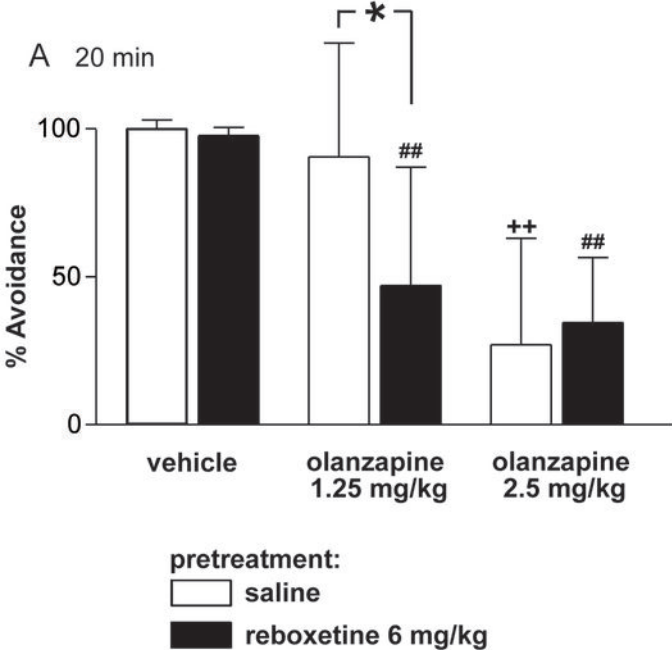 *
A 20 min
100
##
++
##
50
% Avoidance
0
vehicle
olanzapine
1.25 mg/kg
olanzapine
2.5 mg/kg
pretreatment:
saline
reboxetine 6 mg/kg